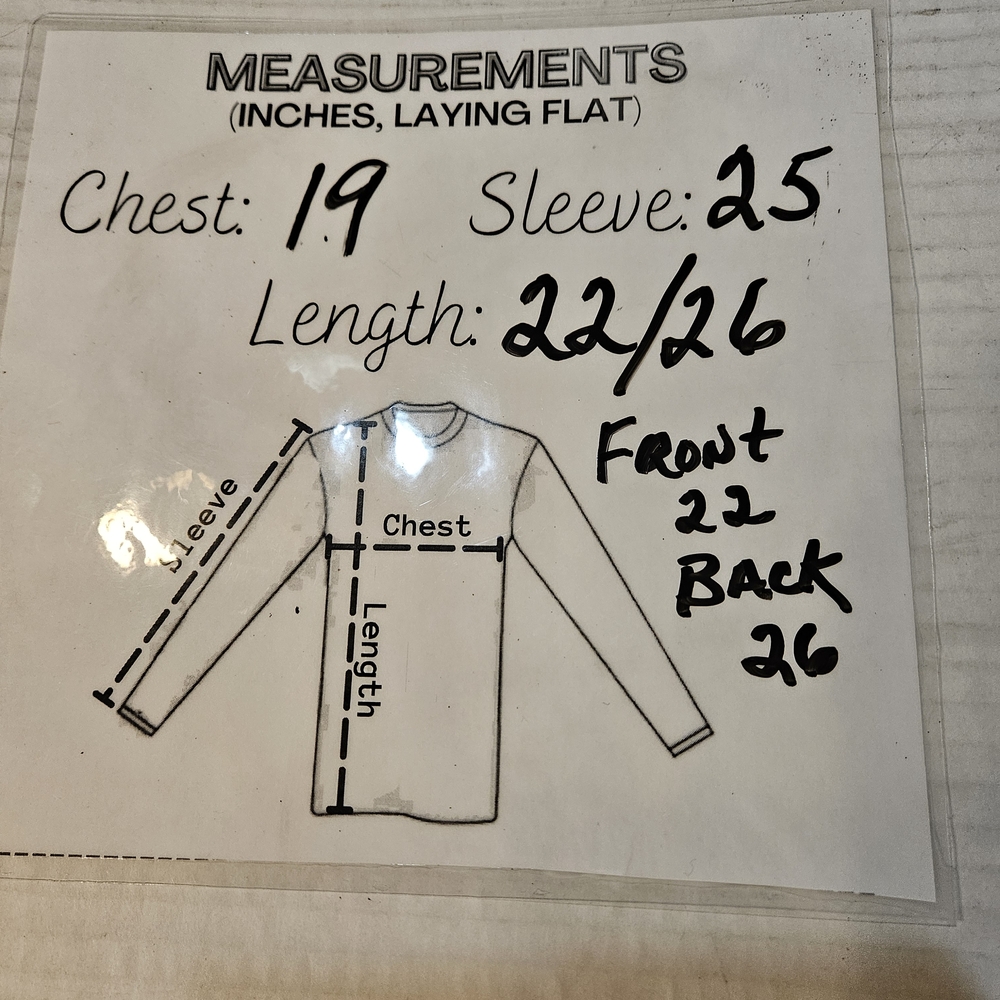 MEASUREMENTS
(INCHES, LAYING FLAT)
Chest: 19 Sleeve: 25
Length: 22/26
FRONT
22
BACK
26
Sleeve
Chest
Length